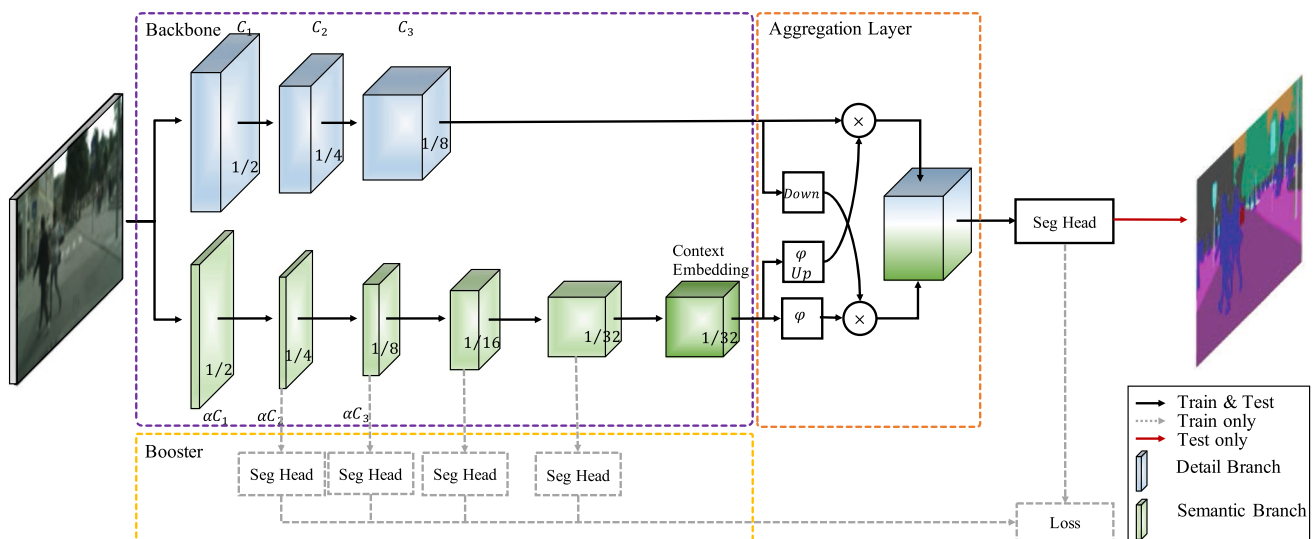 Backbone
C₁
C₂
C₃
Aggregation Layer
1/2
1/4
1/8
×
Down
φ
Up
φ
×
Seg Head
Context
Embedding
1/2
1/4
1/8
1/16
1/32
1/32
αC₁
αC₂
αC₃
Booster
Seg Head
Seg Head
Seg Head
Seg Head
Loss
Train & Test
Train only
Test only
Detail Branch
Semantic Branch